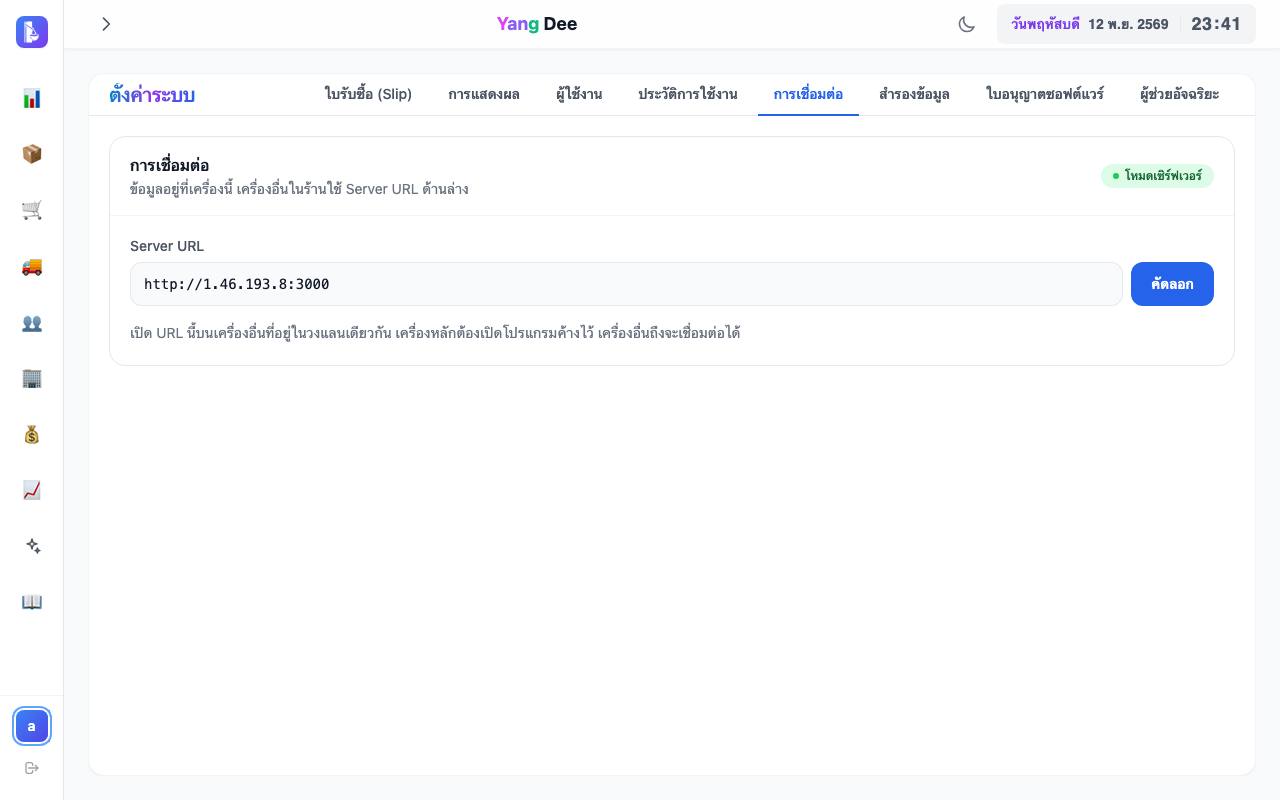 Yang Dee
วันพฤหัสบดี 12 พ.ย. 2569 23:41
ตั้งค่าระบบ
ใบรับซื้อ (Slip) การแสดงผล ผู้ใช้งาน ประวัติการใช้งาน การเชื่อมต่อ สำรองข้อมูล ใบอนุญาตซอฟต์แวร์ ผู้ช่วยอัจฉริยะ
การเชื่อมต่อ
ข้อมูลอยู่ที่เครื่องนี้ เครื่องอื่นในร้านใช้ Server URL ด้านล่าง
โหมดเซิร์ฟเวอร์
Server URL
http://1.46.193.8:3000
คัดลอก
เปิด URL นี้บนเครื่องอื่นที่อยู่ในวงแลนเดียวกัน เครื่องหลักต้องเปิดโปรแกรมค้างไว้ เครื่องอื่นถึงจะเชื่อมต่อได้
a